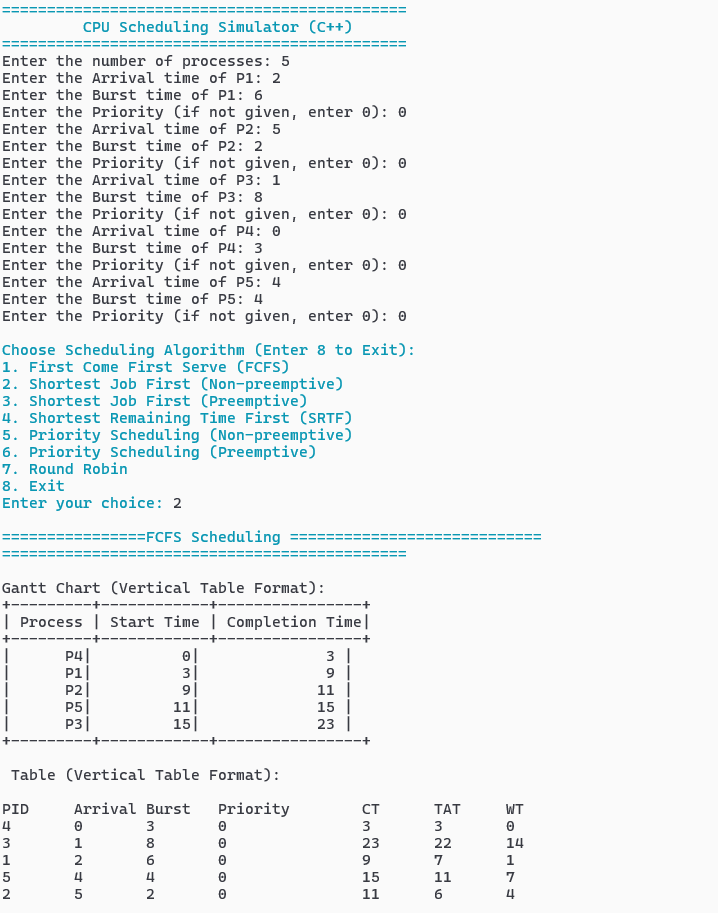 =============================================
         CPU Scheduling Simulator (C++)
=============================================
Enter the number of processes: 5
Enter the Arrival time of P1: 2
Enter the Burst time of P1: 6
Enter the Priority (if not given, enter 0): 0
Enter the Arrival time of P2: 5
Enter the Burst time of P2: 2
Enter the Priority (if not given, enter 0): 0
Enter the Arrival time of P3: 1
Enter the Burst time of P3: 8
Enter the Priority (if not given, enter 0): 0
Enter the Arrival time of P4: 0
Enter the Burst time of P4: 3
Enter the Priority (if not given, enter 0): 0
Enter the Arrival time of P5: 4
Enter the Burst time of P5: 4
Enter the Priority (if not given, enter 0): 0

Choose Scheduling Algorithm (Enter 8 to Exit):
1. First Come First Serve (FCFS)
2. Shortest Job First (Non-preemptive)
3. Shortest Job First (Preemptive)
4. Shortest Remaining Time First (SRTF)
5. Priority Scheduling (Non-preemptive)
6. Priority Scheduling (Preemptive)
7. Round Robin
8. Exit
Enter your choice: 2

================FCFS Scheduling ============================
=============================================

Gantt Chart (Vertical Table Format):
+---------+------------+----------------+
| Process | Start Time | Completion Time|
+---------+------------+----------------+
|      P4|          0|              3 |
|      P1|          3|              9 |
|      P2|          9|             11 |
|      P5|         11|             15 |
|      P3|         15|             23 |
+---------+------------+----------------+

 Table (Vertical Table Format):

PID     Arrival Burst   Priority        CT      TAT     WT
4       0       3       0               3       3       0
3       1       8       0               23      22      14
1       2       6       0               9       7       1
5       4       4       0               15      11      7
2       5       2       0               11      6       4